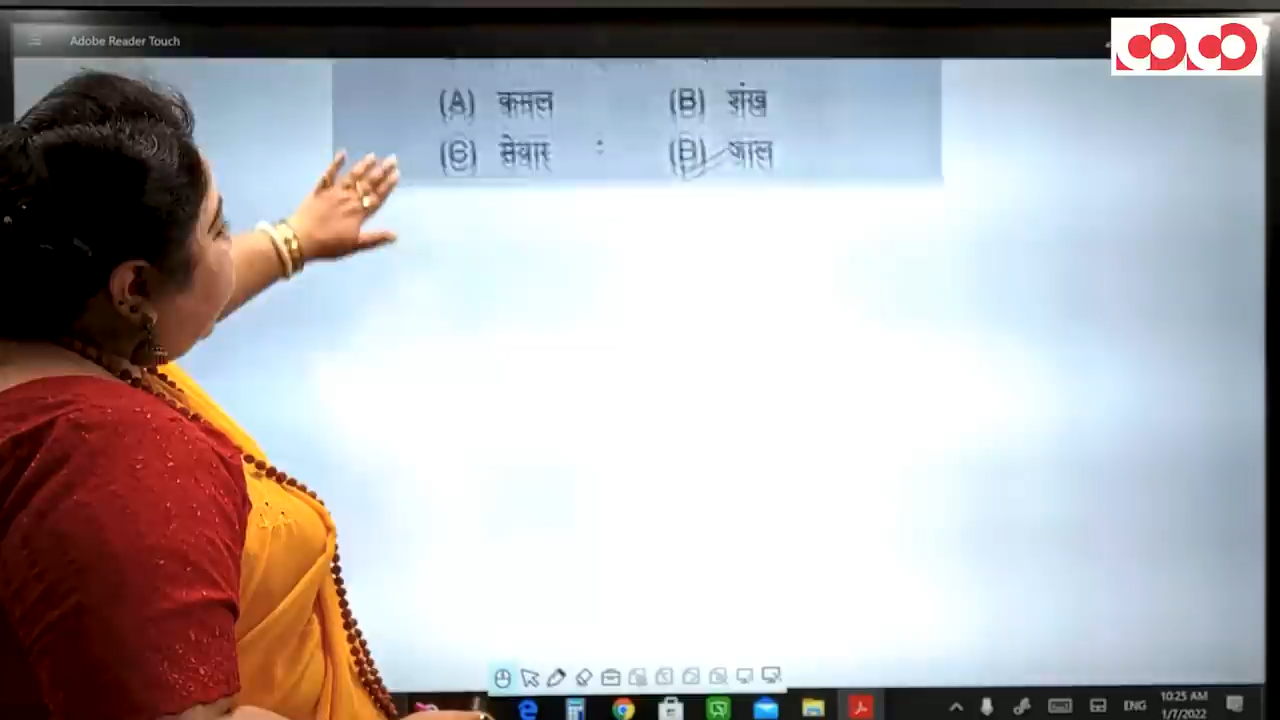 Adobe Reader Touch
(A) कमल (B) शंख
(C) सेवार : (D) जाल
ENG
10:25 AM
1/7/2022